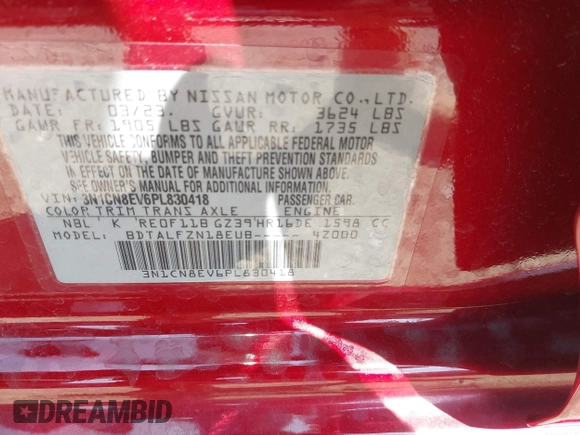 MANUFACTURED BY NISSAN MOTOR CO., LTD.
DATE: 03/23. GVWR: 3624 LBS
GAWR FR: 1905 LBS GAWR RR: 1735 LBS
THIS VEHICLE CONFORMS TO ALL APPLICABLE FEDERAL MOTOR
VEHICLE SAFETY, BUMPER AND THEFT PREVENTION STANDARDS
IN EFFECT ON THE DATE OF MANUFACTURE SHOWN ABOVE.
SEE OWNER'S MANUAL FOR ADDITIONAL INFORMATION.
VIN: 3N1CN8EV6PL830418 PASSENGER CAR.
COLOR TRIM TRANS AXLE ENGINE
NBL K RE0F11B GZ39 HR16DE 1598 CC
MODEL: BDTALFZN18EUB----- 4Z000
3N1CN8EV6PL830418
DREAMBID